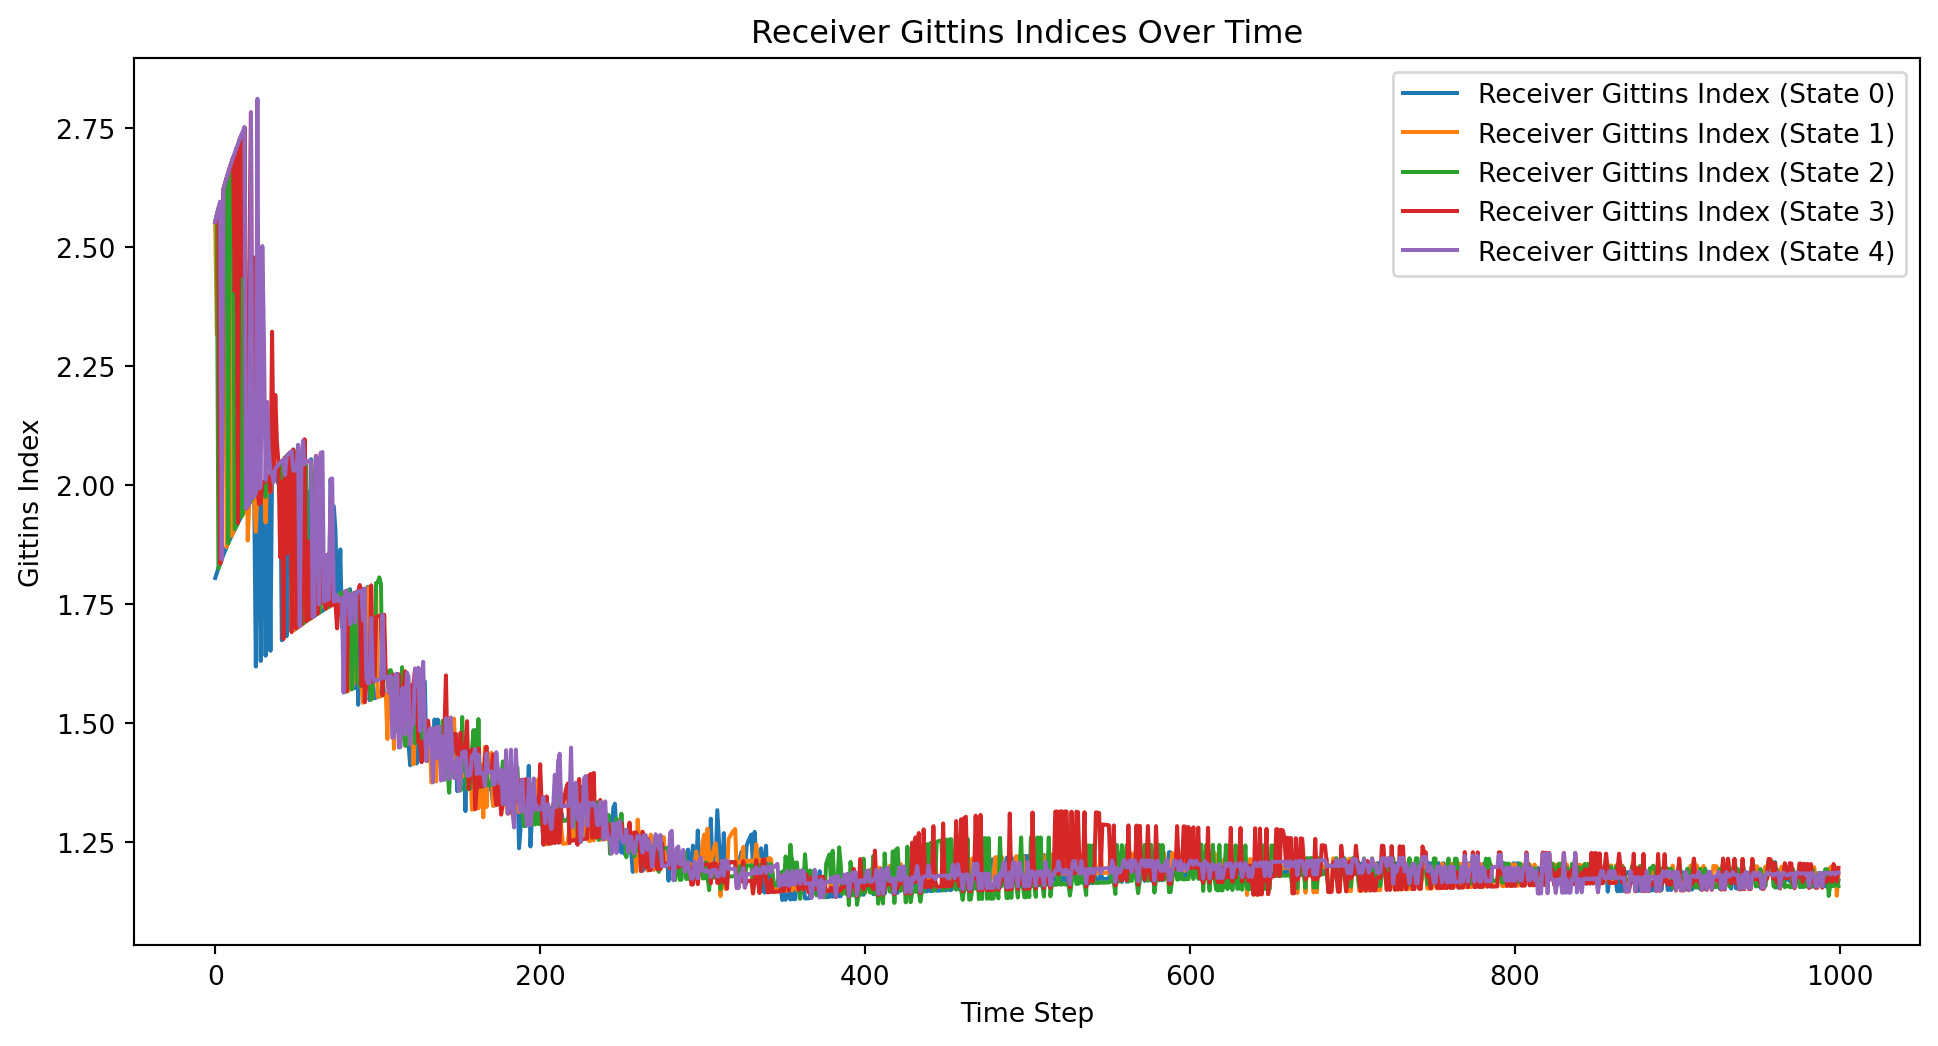 Receiver Gittins Indices Over Time
Receiver Gittins Index (State 0)
Receiver Gittins Index (State 1)
Receiver Gittins Index (State 2)
Receiver Gittins Index (State 3)
Receiver Gittins Index (State 4)
Gittins Index
2.75
2.50
2.25
2.00
1.75
1.50
1.25
0 200 400 600 800 1000
Time Step